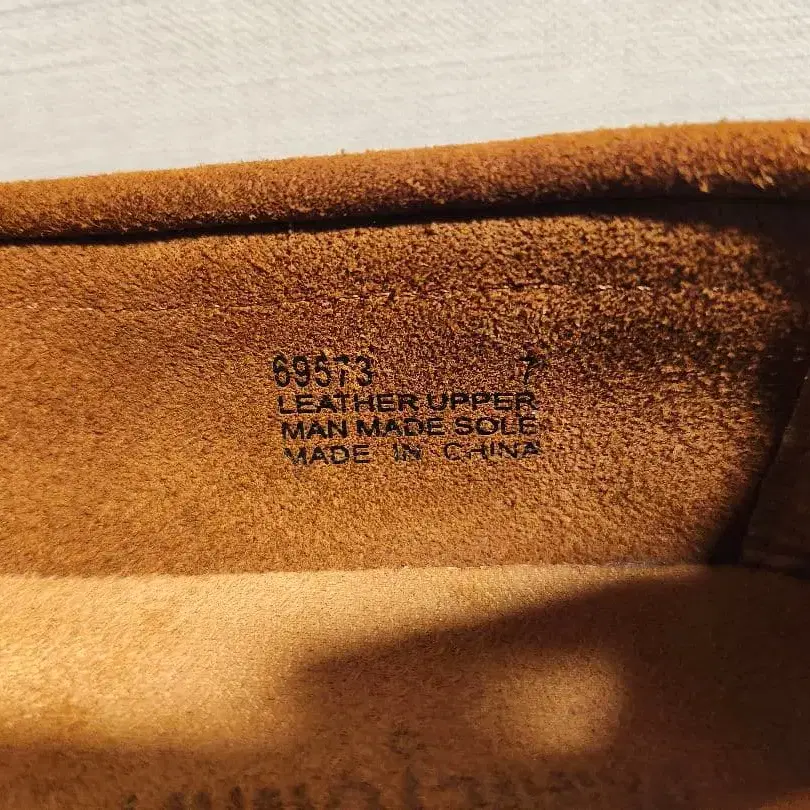 69573 7
LEATHER UPPER
MAN MADE SOLE
MADE IN CHINA